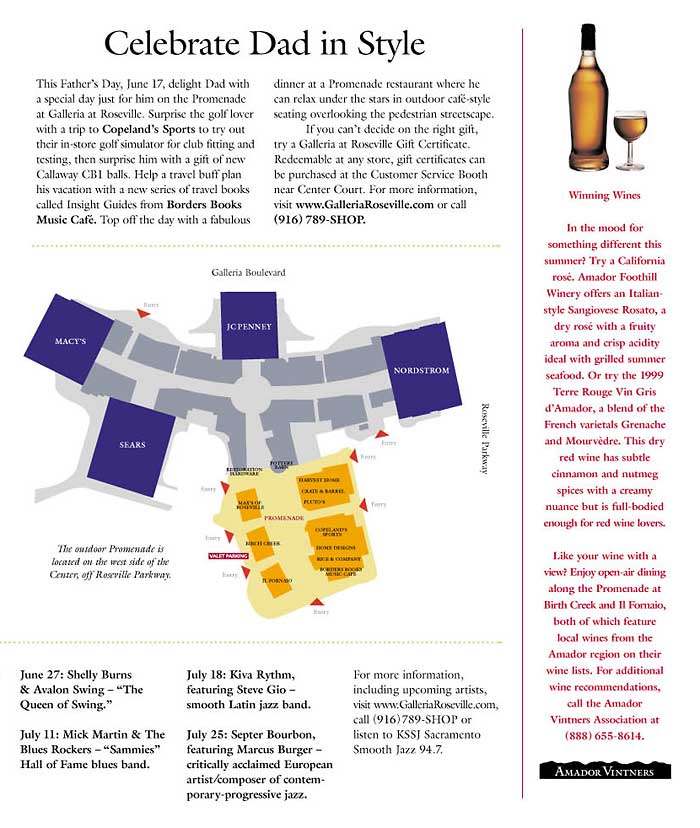 Celebrate Dad in Style
This Father's Day, June 17, delight Dad with
a special day just for him on the Promenade
at Galleria at Roseville. Surprise the golf lover
with a trip to Copeland's Sports to try out
their in-store golf simulator for club fitting and
testing, then surprise him with a gift of new
Callaway CB1 balls. Help a travel buff plan
his vacation with a new series of travel books
called Insight Guides from Borders Books
Music Café. Top off the day with a fabulous
dinner at a Promenade restaurant where he
can relax under the stars in outdoor café-style
seating overlooking the pedestrian streetscape.
If you can't decide on the right gift,
try a Galleria at Roseville Gift Certificate.
Redeemable at any store, gift certificates can
be purchased at the Customer Service Booth
near Center Court. For more information,
visit www.GalleriaRoseville.com or call
(916) 789-SHOP.
Galleria Boulevard
Entry
MACY'S
JCPENNEY
NORDSTROM
SEARS
Roseville Parkway
Entry
Entry
RESTORATION
HARDWARE
POTTERY
BARN
HARVEST HOME
CRATE & BARREL
PLUTO'S
Entry
MAX'S OF
ROSEVILLE
PROMENADE
Entry
COPELAND'S
SPORTS
Entry
BIRCH CREEK
HOME DESIGNS
VALET PARKING
RICE & COMPANY
BORDERS BOOKS
MUSIC CAFE
Entry
IL FORNAIO
Entry
The outdoor Promenade is
located on the west side of the
Center, off Roseville Parkway.
June 27: Shelly Burns
& Avalon Swing – "The
Queen of Swing."
July 11: Mick Martin & The
Blues Rockers – "Sammies"
Hall of Fame blues band.
July 18: Kiva Rythm,
featuring Steve Gio –
smooth Latin jazz band.
July 25: Septer Bourbon,
featuring Marcus Burger –
critically acclaimed European
artist/composer of contem-
porary-progressive jazz.
For more information,
including upcoming artists,
visit www.GalleriaRoseville.com,
call (916)789-SHOP or
listen to KSSJ Sacramento
Smooth Jazz 94.7.
Winning Wines
In the mood for
something different this
summer? Try a California
rosé. Amador Foothill
Winery offers an Italian-
style Sangiovese Rosato, a
dry rosé with a fruity
aroma and crisp acidity
ideal with grilled summer
seafood. Or try the 1999
Terre Rouge Vin Gris
d'Amador, a blend of the
French varietals Grenache
and Mourvèdre. This dry
red wine has subtle
cinnamon and nutmeg
spices with a creamy
nuance but is full-bodied
enough for red wine lovers.
Like your wine with a
view? Enjoy open-air dining
along the Promenade at
Birth Creek and Il Fornaio,
both of which feature
local wines from the
Amador region on their
wine lists. For additional
wine recommendations,
call the Amador
Vintners Association at
(888) 655-8614.
AMADOR VINTNERS